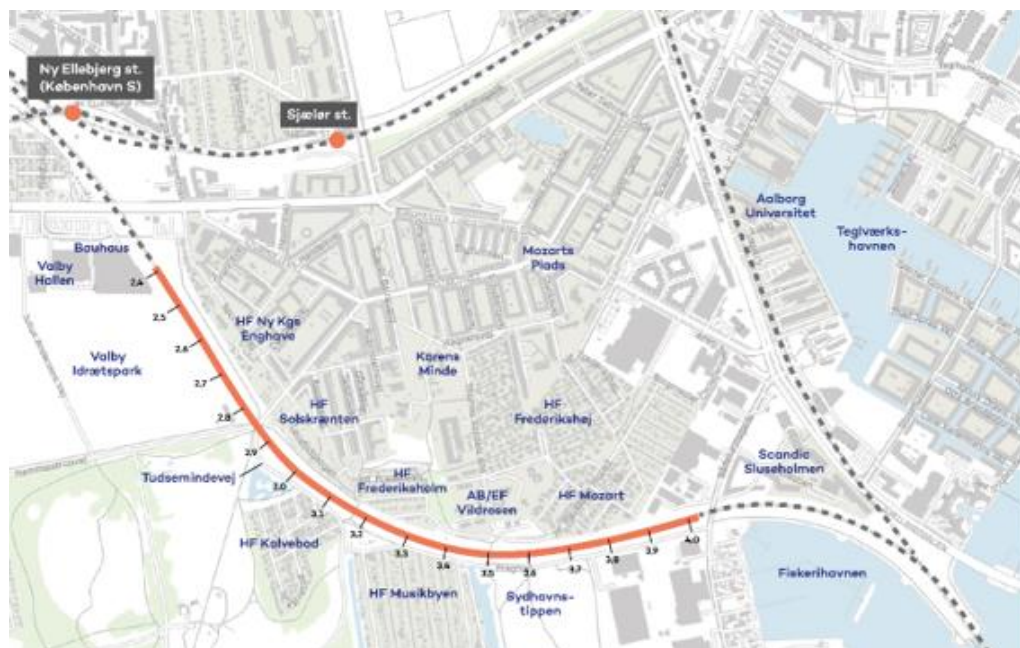 Ny Ellebjerg st.
(København S)
Sjælør st.
Aalborg
Universitet
Teglværks-
havnen
Mozarts
Plads
Bauhaus
Valby
Hallen
2.4
2.5
HF Ny Kgs
Enghave
2.6
Valby
Idrætspark
Karens
Minde
2.7
HF
Solskrænten
HF
Frederikshøj
2.8
2.9
Scandic
Sluseholmen
Tudsemindevej
3.0
HF
Frederiksholm
AB/EF
Vildrosen
HF Mozart
3.1
3.2
HF Kalvebod
3.3
3.4
3.5
3.6
3.7
3.8
3.9
4.0
Fiskerihavnen
HF Musikbyen
Sydhavns-
tippen